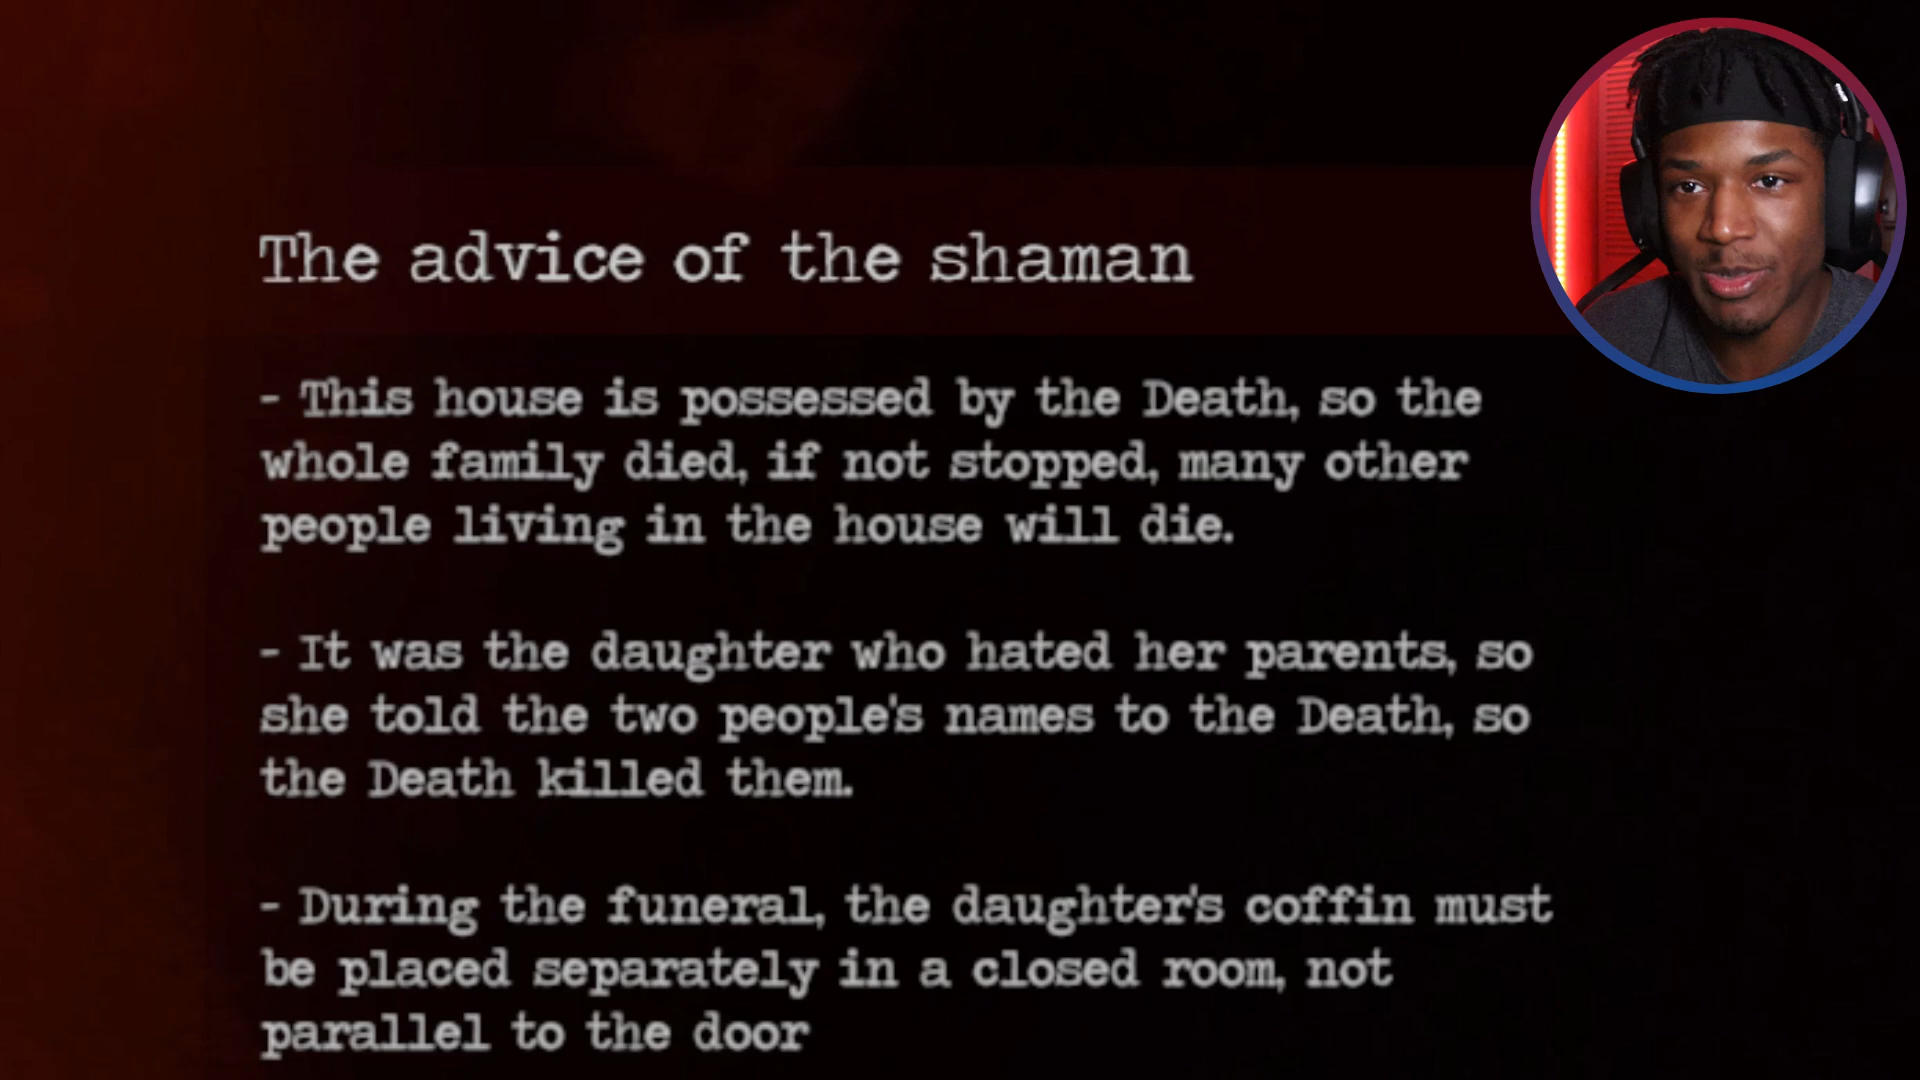 The advice of the shaman
- This house is possessed by the Death, so the
whole family died, if not stopped, many other
people living in the house will die.
- It was the daughter who hated her parents, so
she told the two people's names to the Death, so
the Death killed them.
- During the funeral, the daughter's coffin must
be placed separately in a closed room, not
parallel to the door